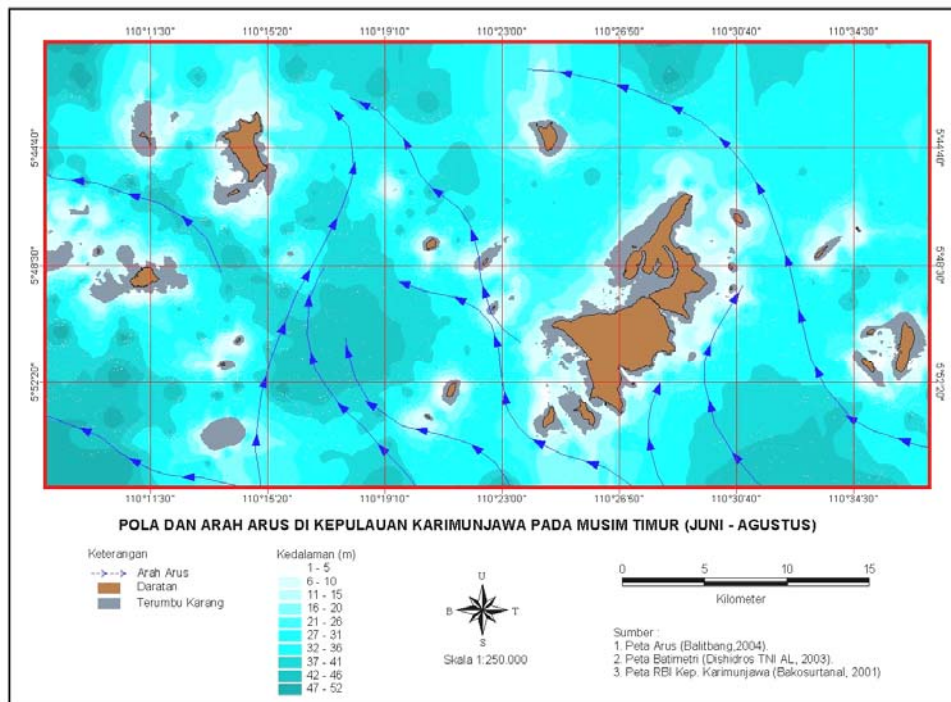 110°11'30" 110°15'20" 110°19'10" 110°23'00" 110°26'50" 110°30'40" 110°34'30"
5°44'40" 5°44'40"
5°48'30" 5°48'30"
5°52'20" 5°52'20"
110°11'30" 110°15'20" 110°19'10" 110°23'00" 110°26'50" 110°30'40" 110°34'30"
POLA DAN ARAH ARUS DI KEPULAUAN KARIMUNJAWA PADA MUSIM TIMUR (JUNI - AGUSTUS)
Keterangan
Arah Arus
Daratan
Terumbu Karang
Kedalaman (m)
1 - 5
6 - 10
11 - 15
16 - 20
21 - 26
27 - 31
32 - 36
37 - 41
42 - 46
47 - 52
U
B T
S
Skala 1:250.000
0 5 10 15
Kilometer
Sumber :
1. Peta Arus (Balitbang,2004).
2. Peta Batimetri (Dishidros TNI AL, 2003).
3. Peta RBI Kep. Karimunjawa (Bakosurtanal, 2001)